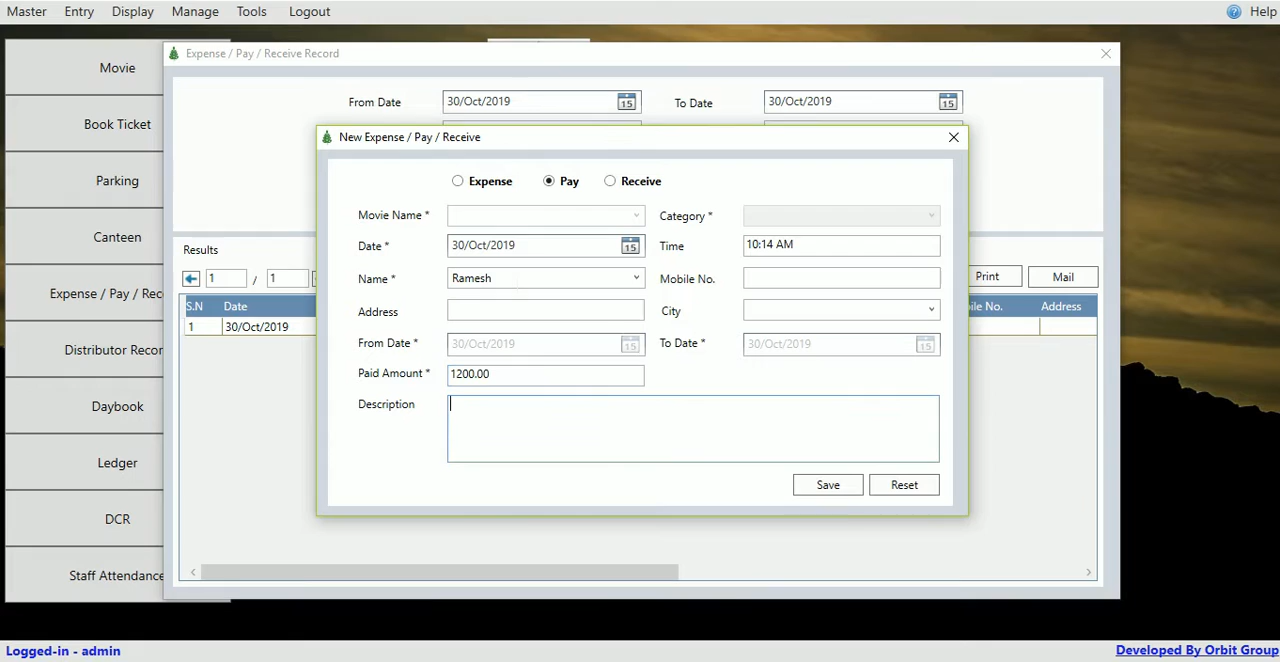 Master Entry Display Manage Tools Logout Help
Movie
Book Ticket
Parking
Canteen
Expense / Pay / Rec
Distributor Recor
Daybook
Ledger
DCR
Staff Attendance
Expense / Pay / Receive Record
From Date 30/Oct/2019 15 To Date 30/Oct/2019 15
New Expense / Pay / Receive
Expense Pay Receive
Movie Name * Category *
Date * 30/Oct/2019 15 Time 10:14 AM
Name * Ramesh Mobile No.
Address City
From Date * 30/Oct/2019 15 To Date * 30/Oct/2019 15
Paid Amount * 1200.00
Description
Save Reset
Results
1 / 1 Print Mail
S.N Date No. Address
1 30/Oct/2019
Logged-in - admin Developed By Orbit Group